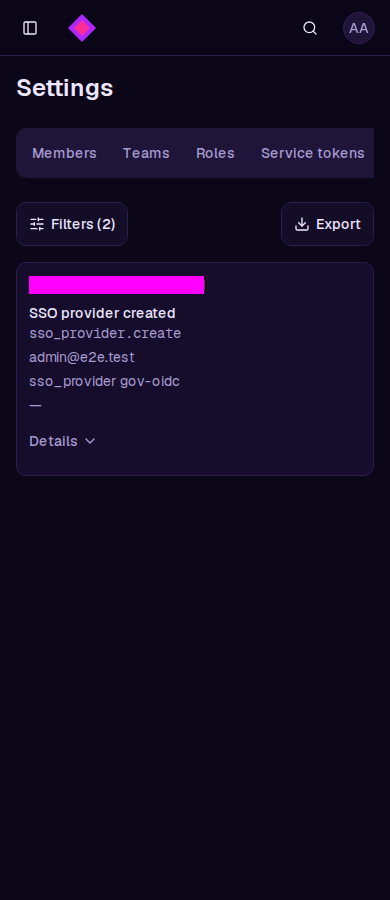 AA
Settings
Members Teams Roles Service tokens
Filters (2) Export
SSO provider created
sso_provider.create
admin@e2e.test
sso_provider gov-oidc
—
Details